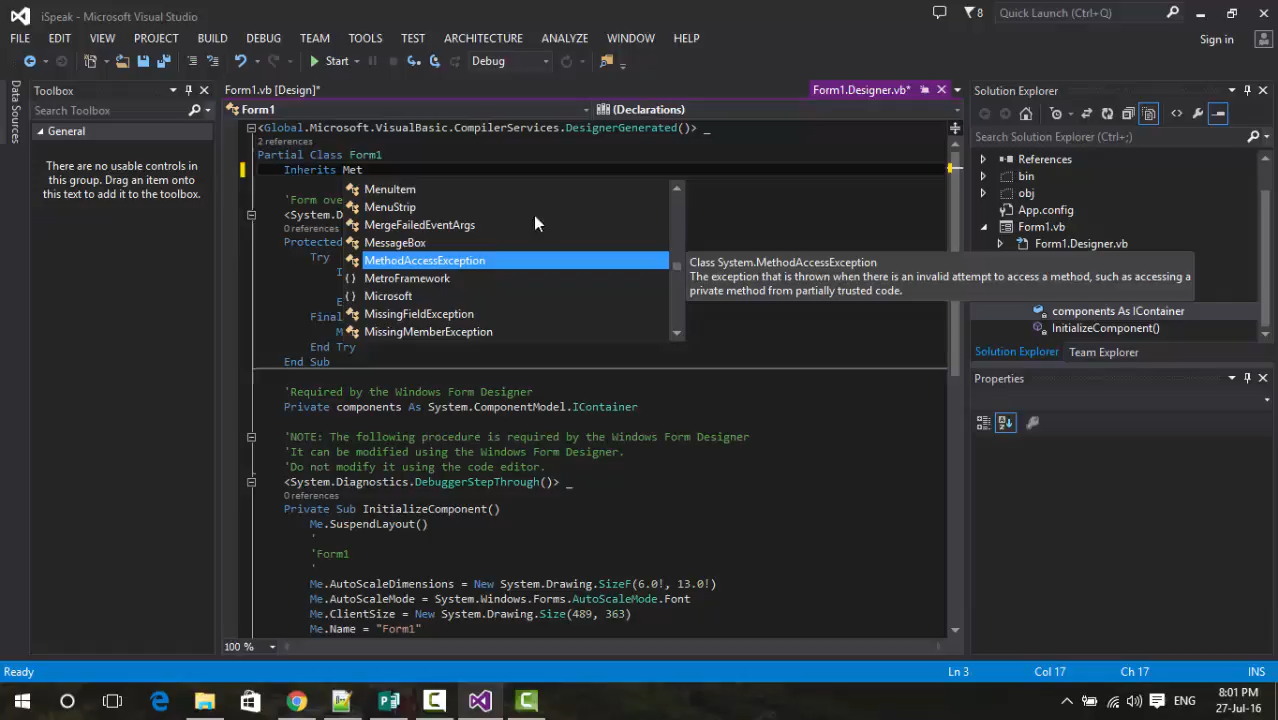 iSpeak - Microsoft Visual Studio
8
Quick Launch (Ctrl+Q)
FILE EDIT VIEW PROJECT BUILD DEBUG TEAM TOOLS TEST ARCHITECTURE ANALYZE WINDOW HELP
Sign in
Start
Debug
Data Sources
Toolbox
Search Toolbox
General
There are no usable controls in
this group. Drag an item onto
this text to add it to the toolbox.
Form1.vb [Design]*
Form1.Designer.vb*
Form1
(Declarations)
<Global.Microsoft.VisualBasic.CompilerServices.DesignerGenerated()> _
2 references
Partial Class Form1
Inherits Met
'Form ove
<System.D
0 references
Protected
Try
I
E
Final
M
End Try
End Sub
MenuItem
MenuStrip
MergeFailedEventArgs
MessageBox
MethodAccessException
MetroFramework
Microsoft
MissingFieldException
MissingMemberException
Class System.MethodAccessException
The exception that is thrown when there is an invalid attempt to access a method, such as accessing a
private method from partially trusted code.
'Required by the Windows Form Designer
Private components As System.ComponentModel.IContainer
'NOTE: The following procedure is required by the Windows Form Designer
'It can be modified using the Windows Form Designer.
'Do not modify it using the code editor.
<System.Diagnostics.DebuggerStepThrough()> _
0 references
Private Sub InitializeComponent()
Me.SuspendLayout()
'
'Form1
'
Me.AutoScaleDimensions = New System.Drawing.SizeF(6.0!, 13.0!)
Me.AutoScaleMode = System.Windows.Forms.AutoScaleMode.Font
Me.ClientSize = New System.Drawing.Size(489, 363)
Me.Name = "Form1"
100 %
Solution Explorer
Search Solution Explorer (Ctrl+;)
References
bin
obj
App.config
Form1.vb
Form1.Designer.vb
components As IContainer
InitializeComponent()
Solution Explorer Team Explorer
Properties
Ready
Ln 3
Col 17
Ch 17
INS
ENG
8:01 PM
27-Jul-16